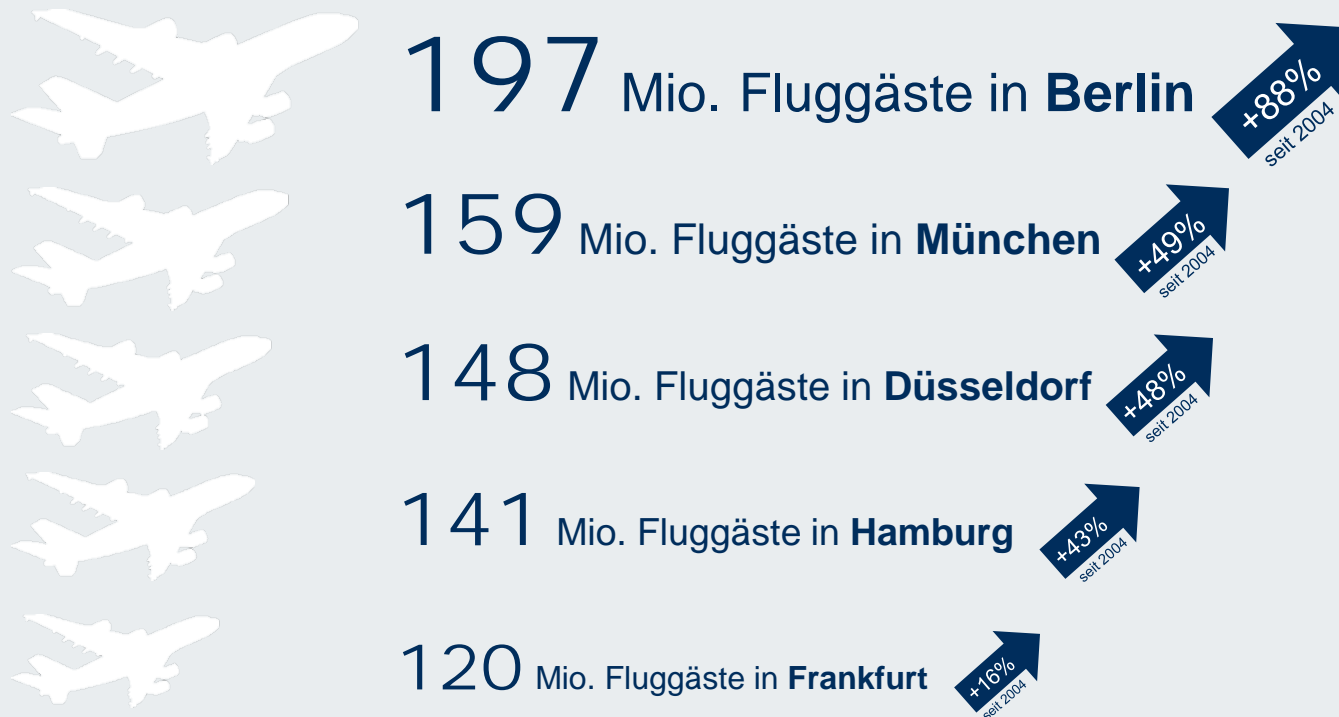 197 Mio. Fluggäste in Berlin +88%
seit 2004
159 Mio. Fluggäste in München +49%
seit 2004
148 Mio. Fluggäste in Düsseldorf +48%
seit 2004
141 Mio. Fluggäste in Hamburg +43%
seit 2004
120 Mio. Fluggäste in Frankfurt +16%
seit 2004